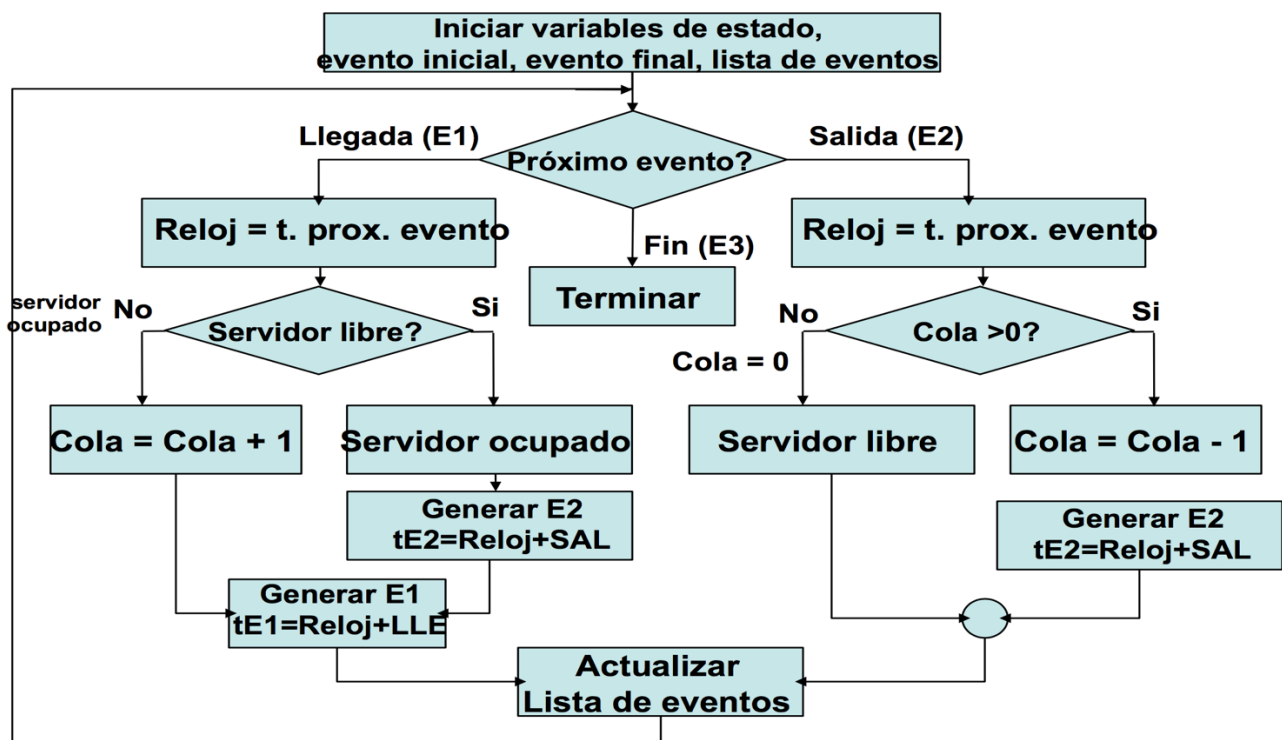 Iniciar variables de estado,
evento inicial, evento final, lista de eventos
Llegada (E1)
Próximo evento?
Salida (E2)
Reloj = t. prox. evento
Fin (E3)
Terminar
Reloj = t. prox. evento
servidor
ocupado
No
Servidor libre?
Si
No
Cola = 0
Cola >0?
Si
Cola = Cola + 1
Servidor ocupado
Servidor libre
Cola = Cola - 1
Generar E2
tE2=Reloj+SAL
Generar E2
tE2=Reloj+SAL
Generar E1
tE1=Reloj+LLE
Actualizar
Lista de eventos